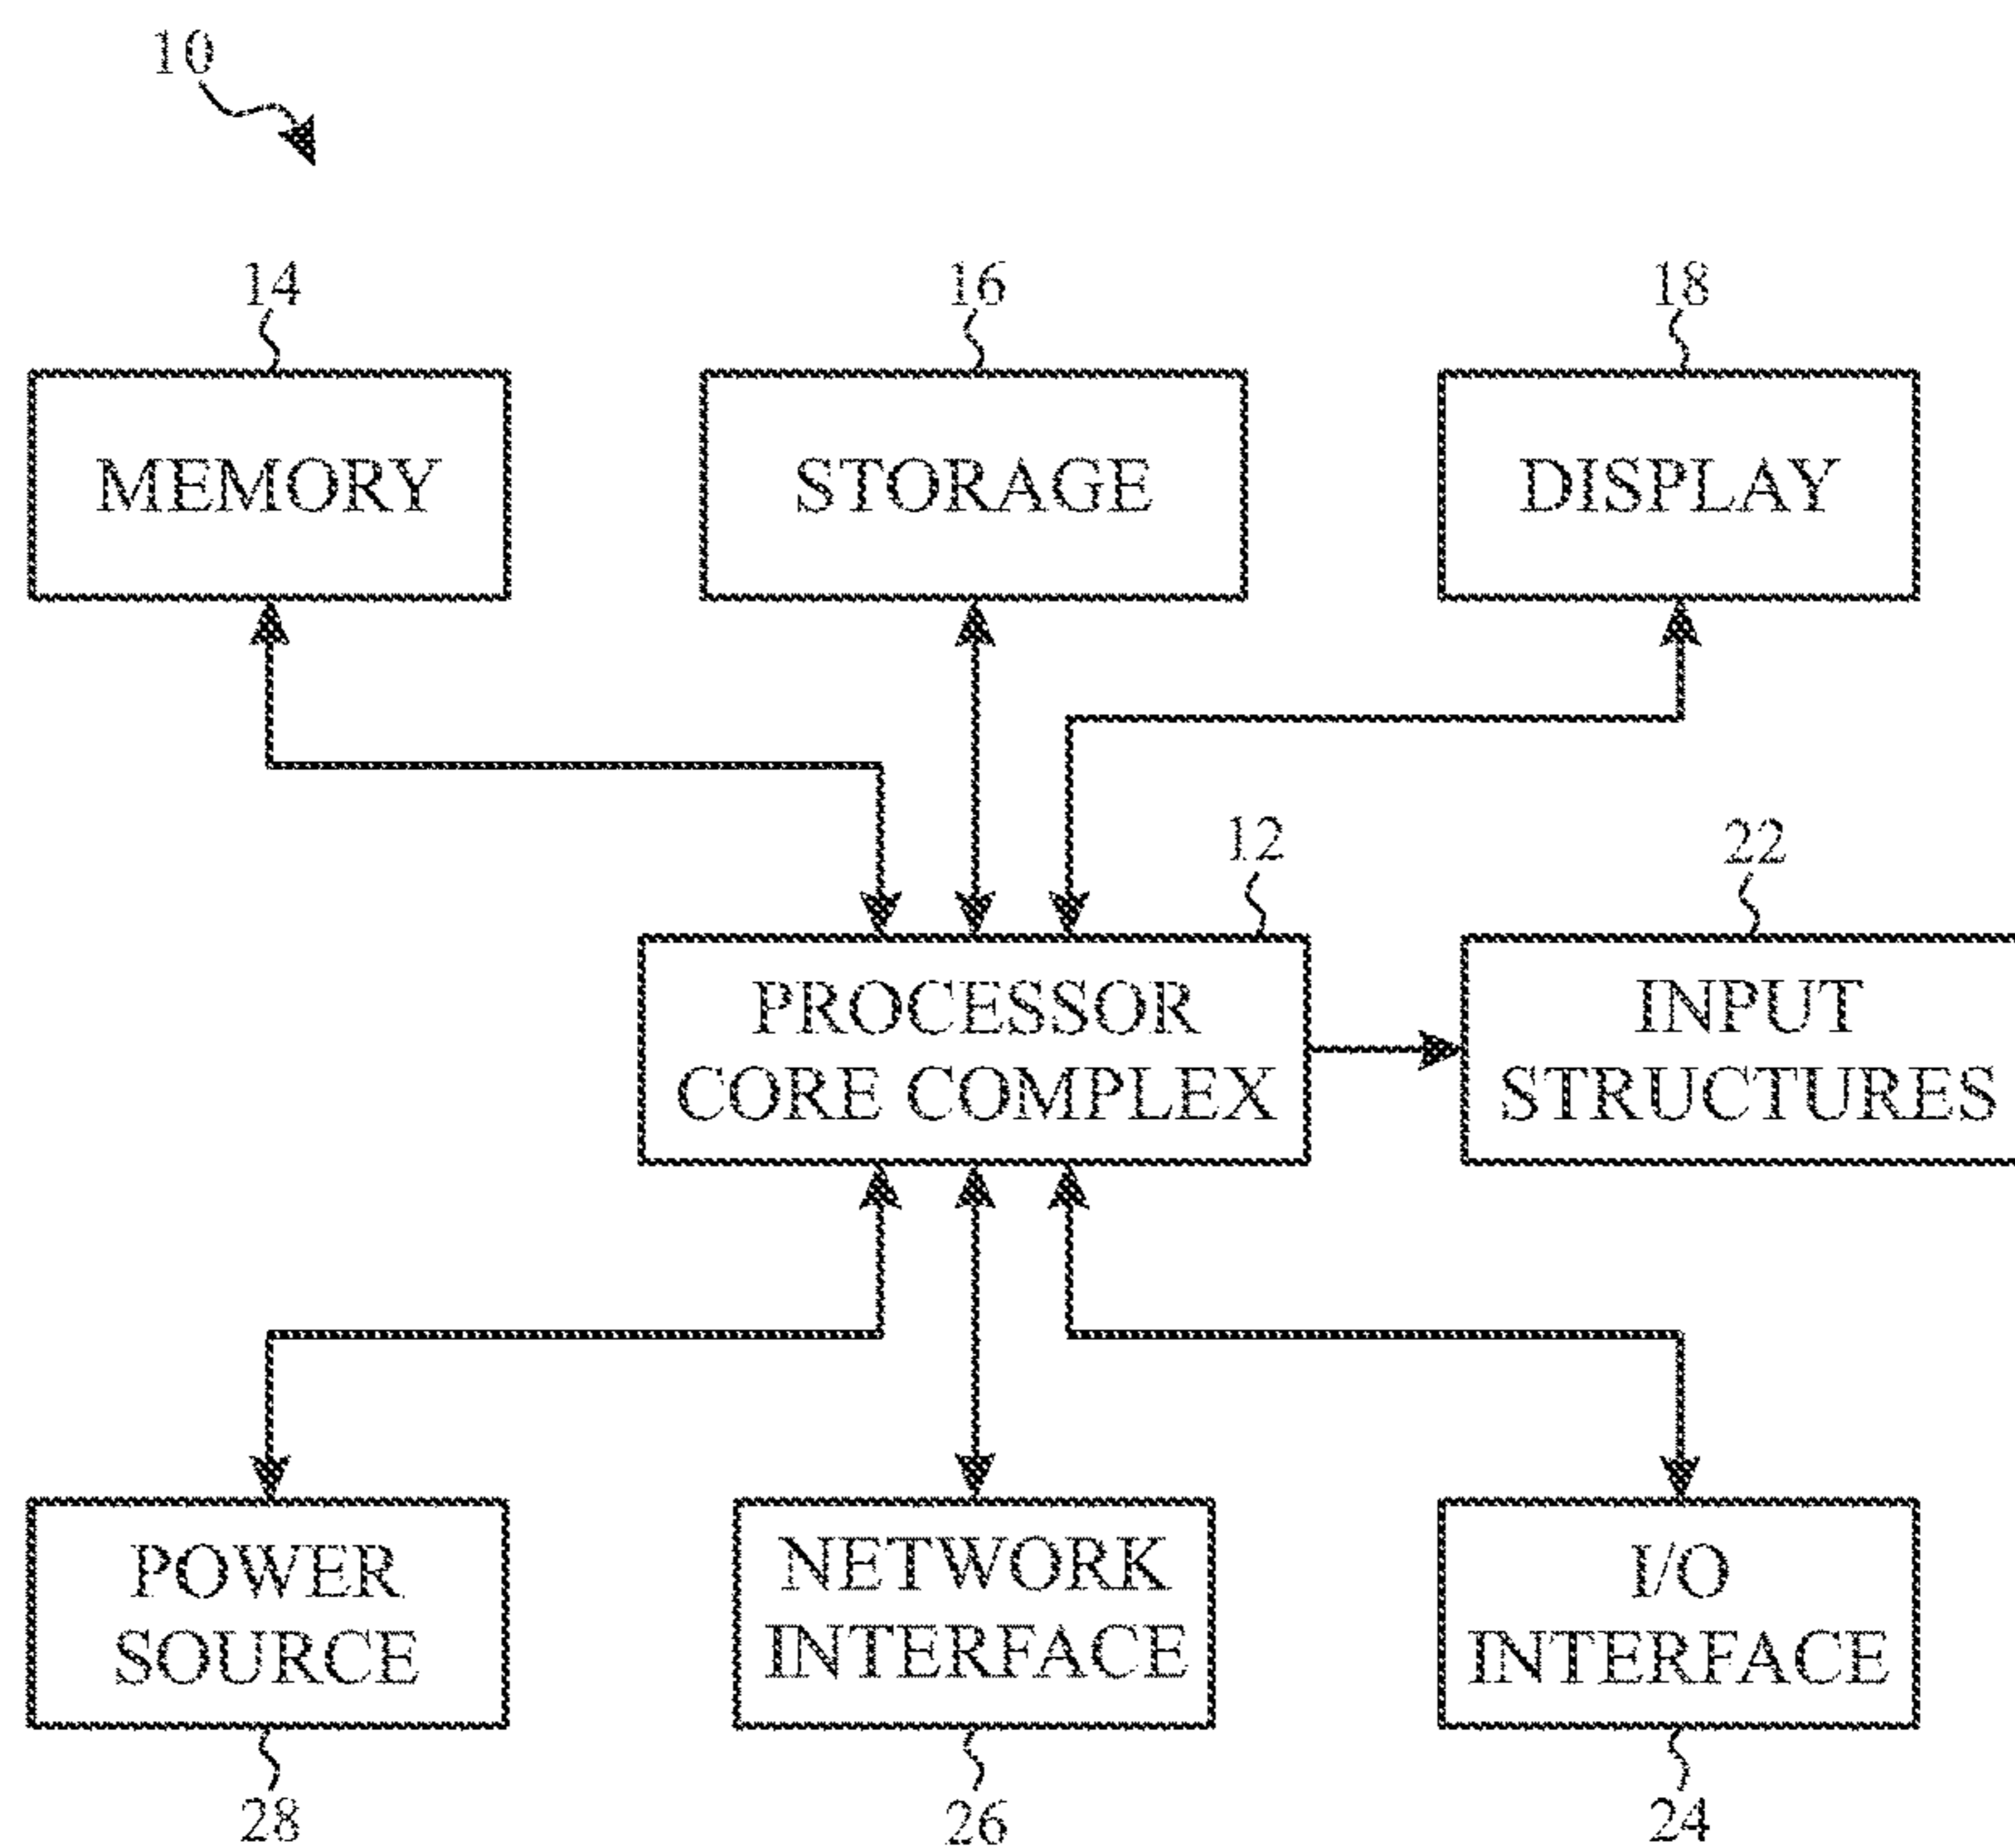 10
14
16
18
MEMORY
STORAGE
DISPLAY
12
22
PROCESSOR
CORE COMPLEX
INPUT
STRUCTURES
POWER
SOURCE
NETWORK
INTERFACE
I/O
INTERFACE
28
26
24